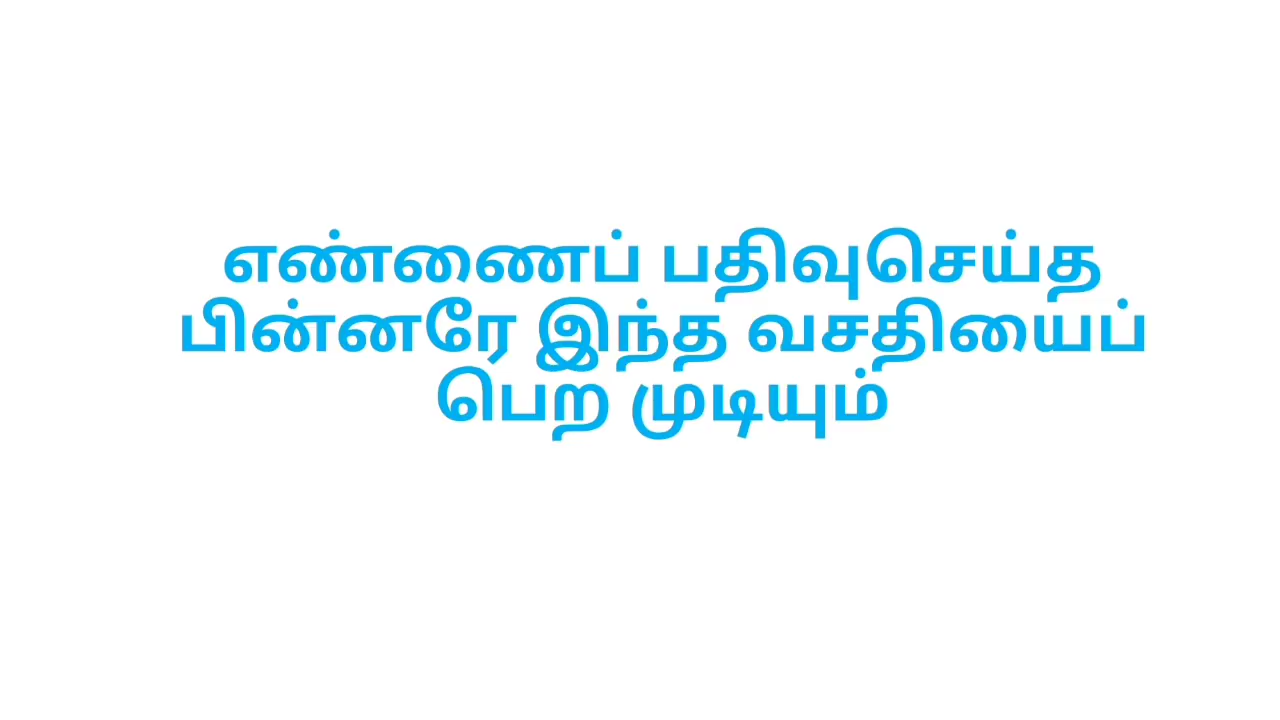 எண்ணைப் பதிவுசெய்த
பின்னரே இந்த வசதியைப்
பெற முடியும்